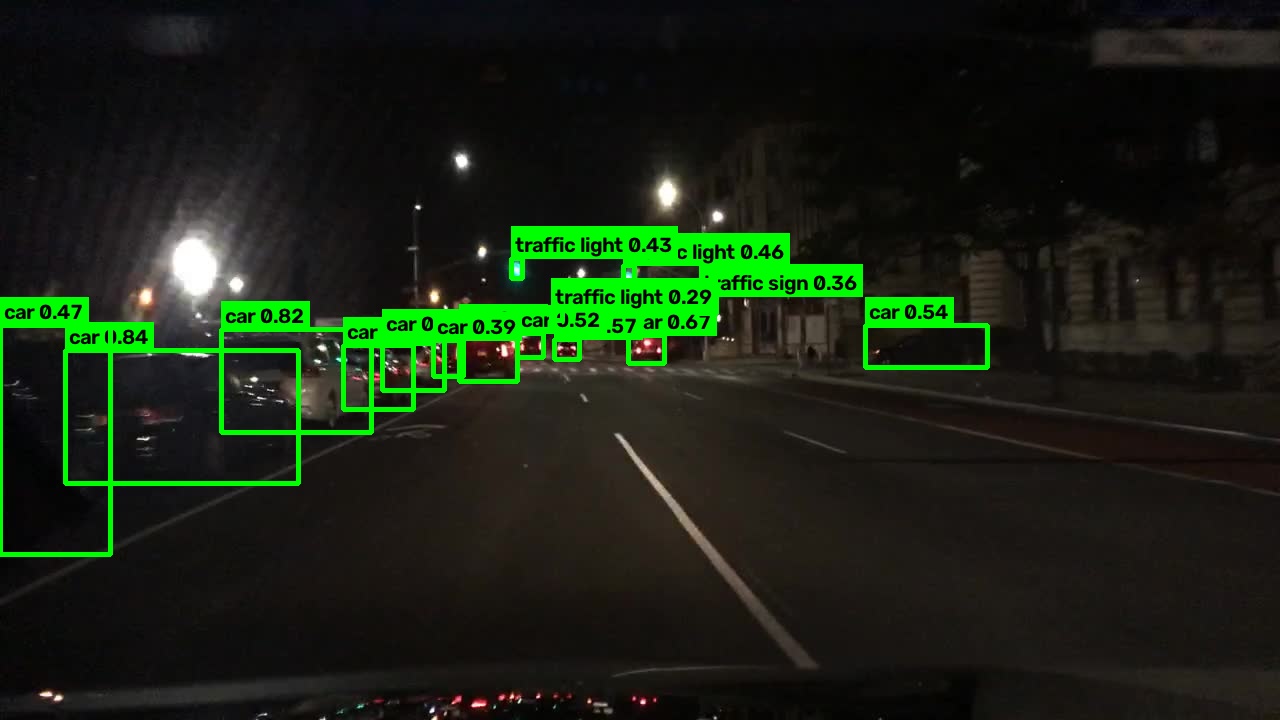 traffic light 0.43
c light 0.46
raffic sign 0.36
traffic light 0.29
car 0.47
car 0.84
car 0.82
car
car 0
car 0.39
car
0.52
.57
ar 0.67
car 0.54